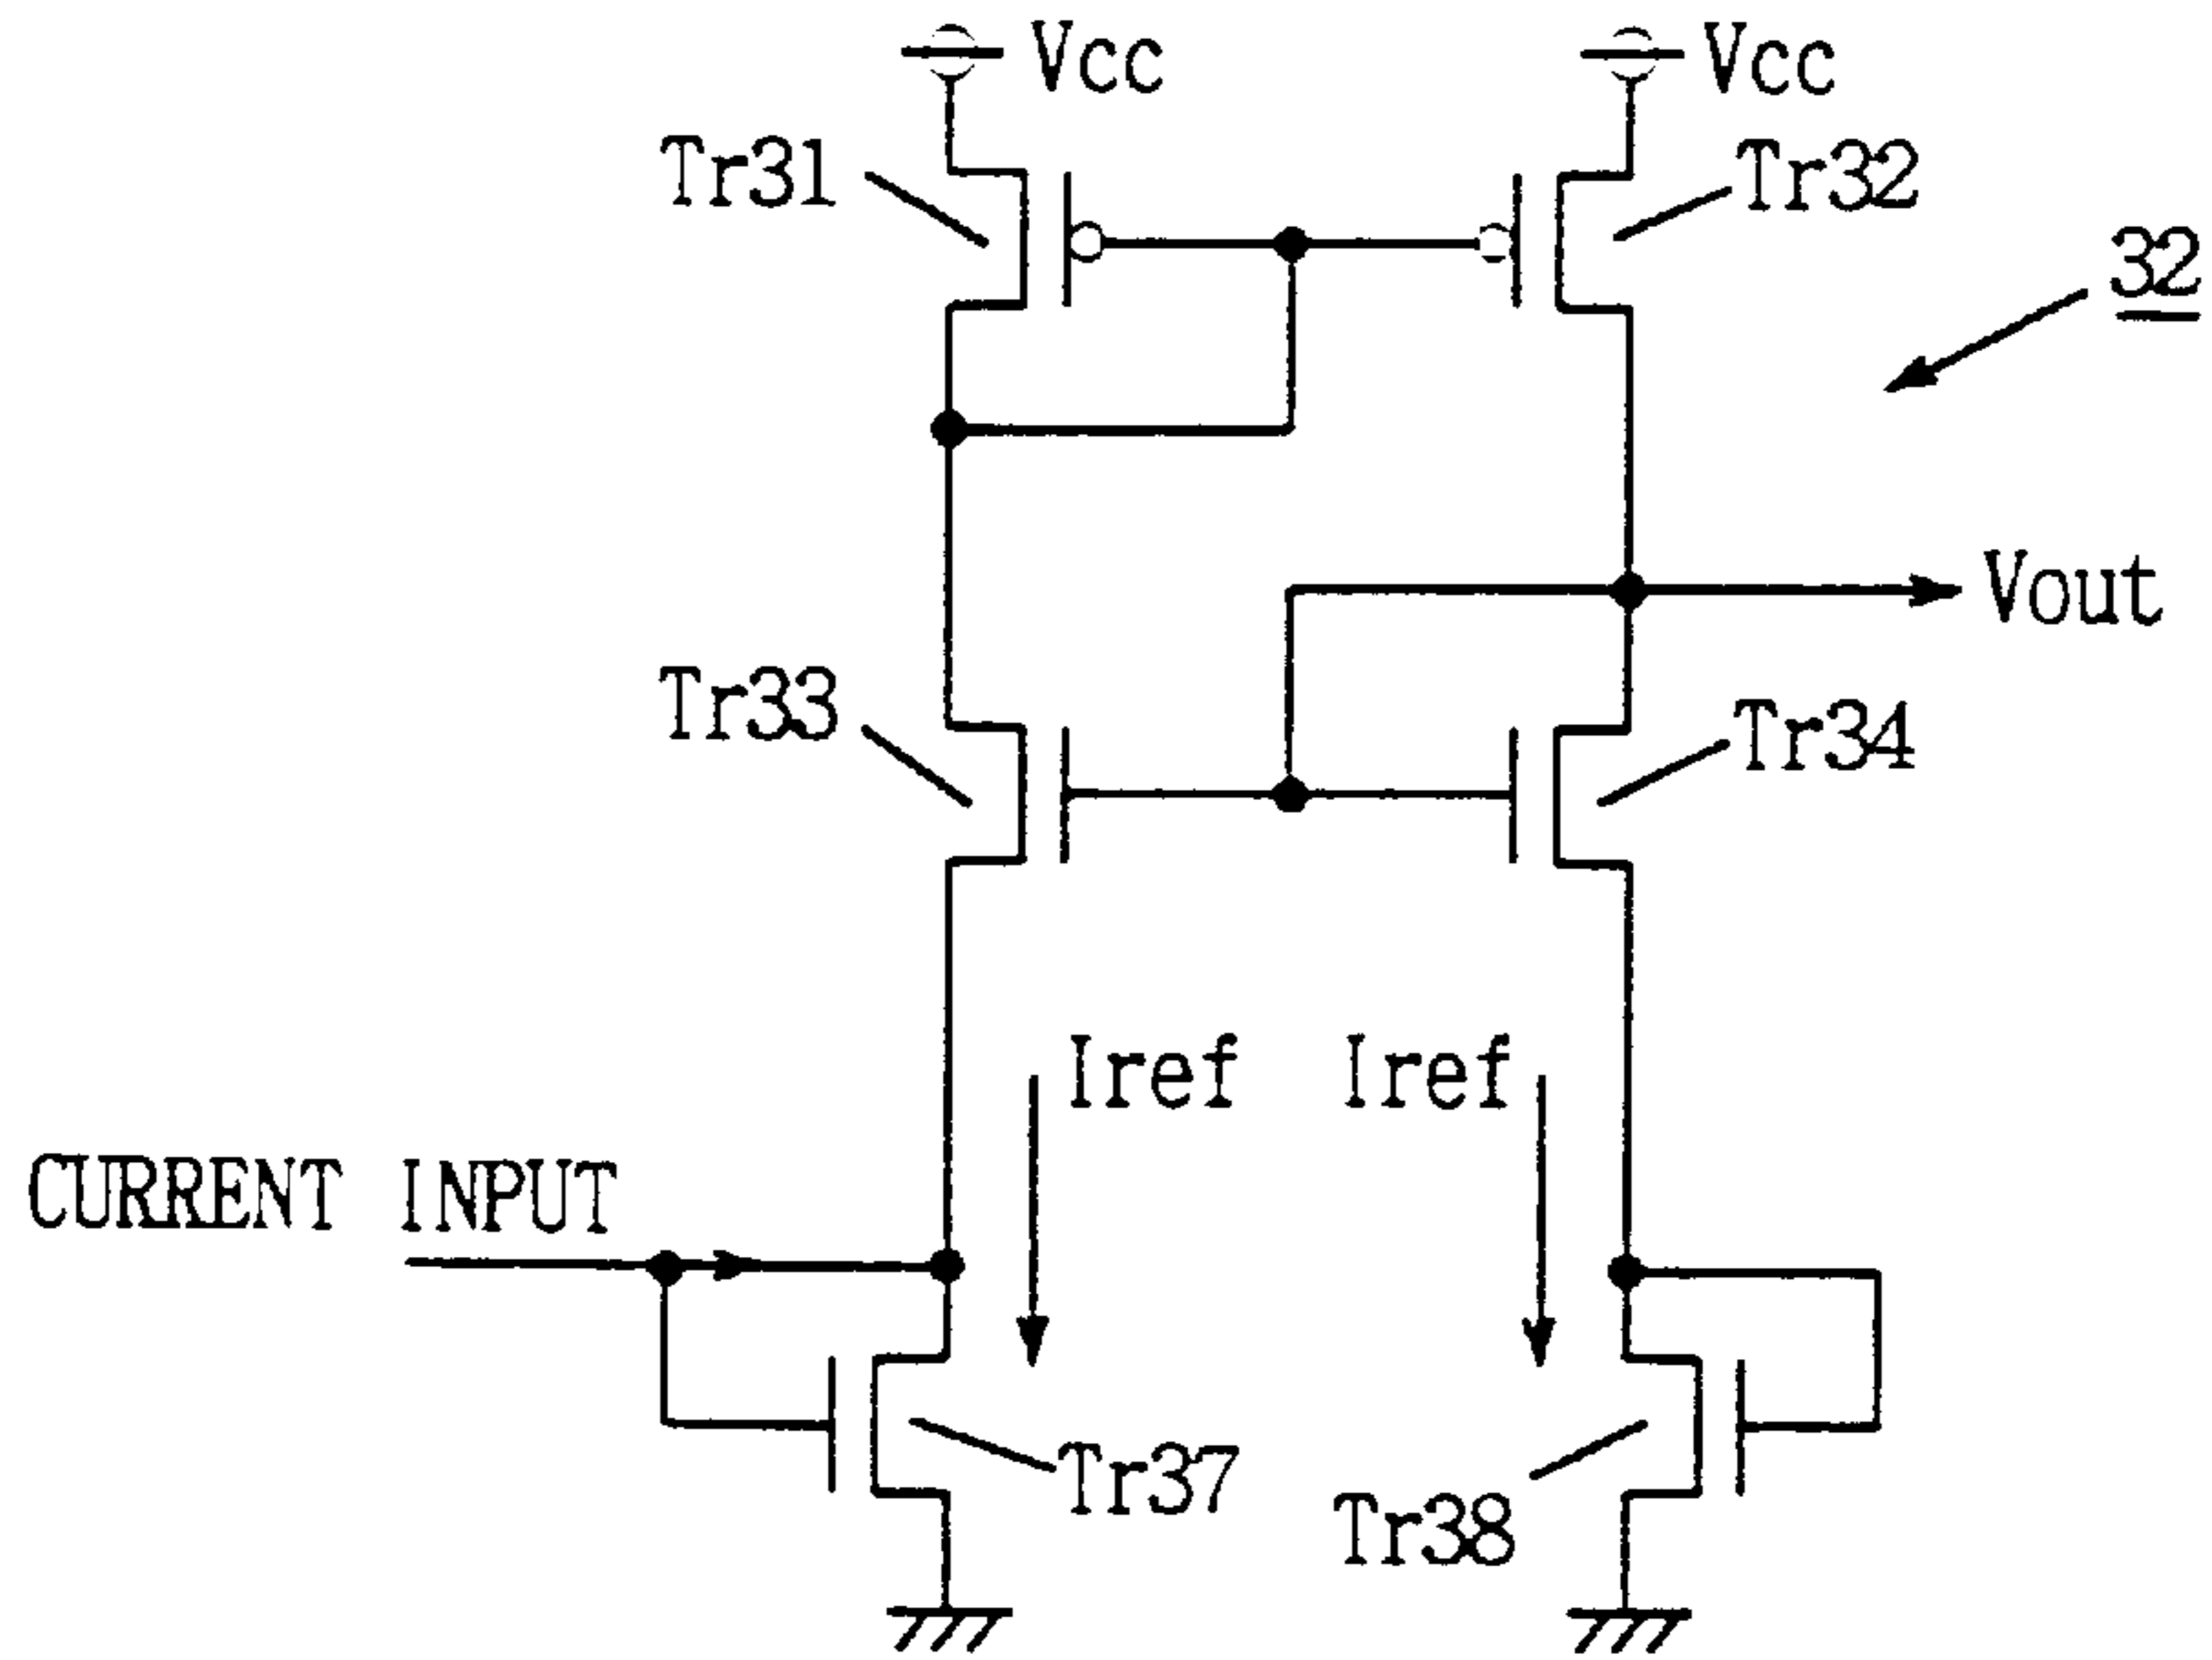 Vcc
Vcc
Tr31
Tr32
32
Vout
Tr33
Tr34
Iref
Iref
CURRENT INPUT
Tr37
Tr38